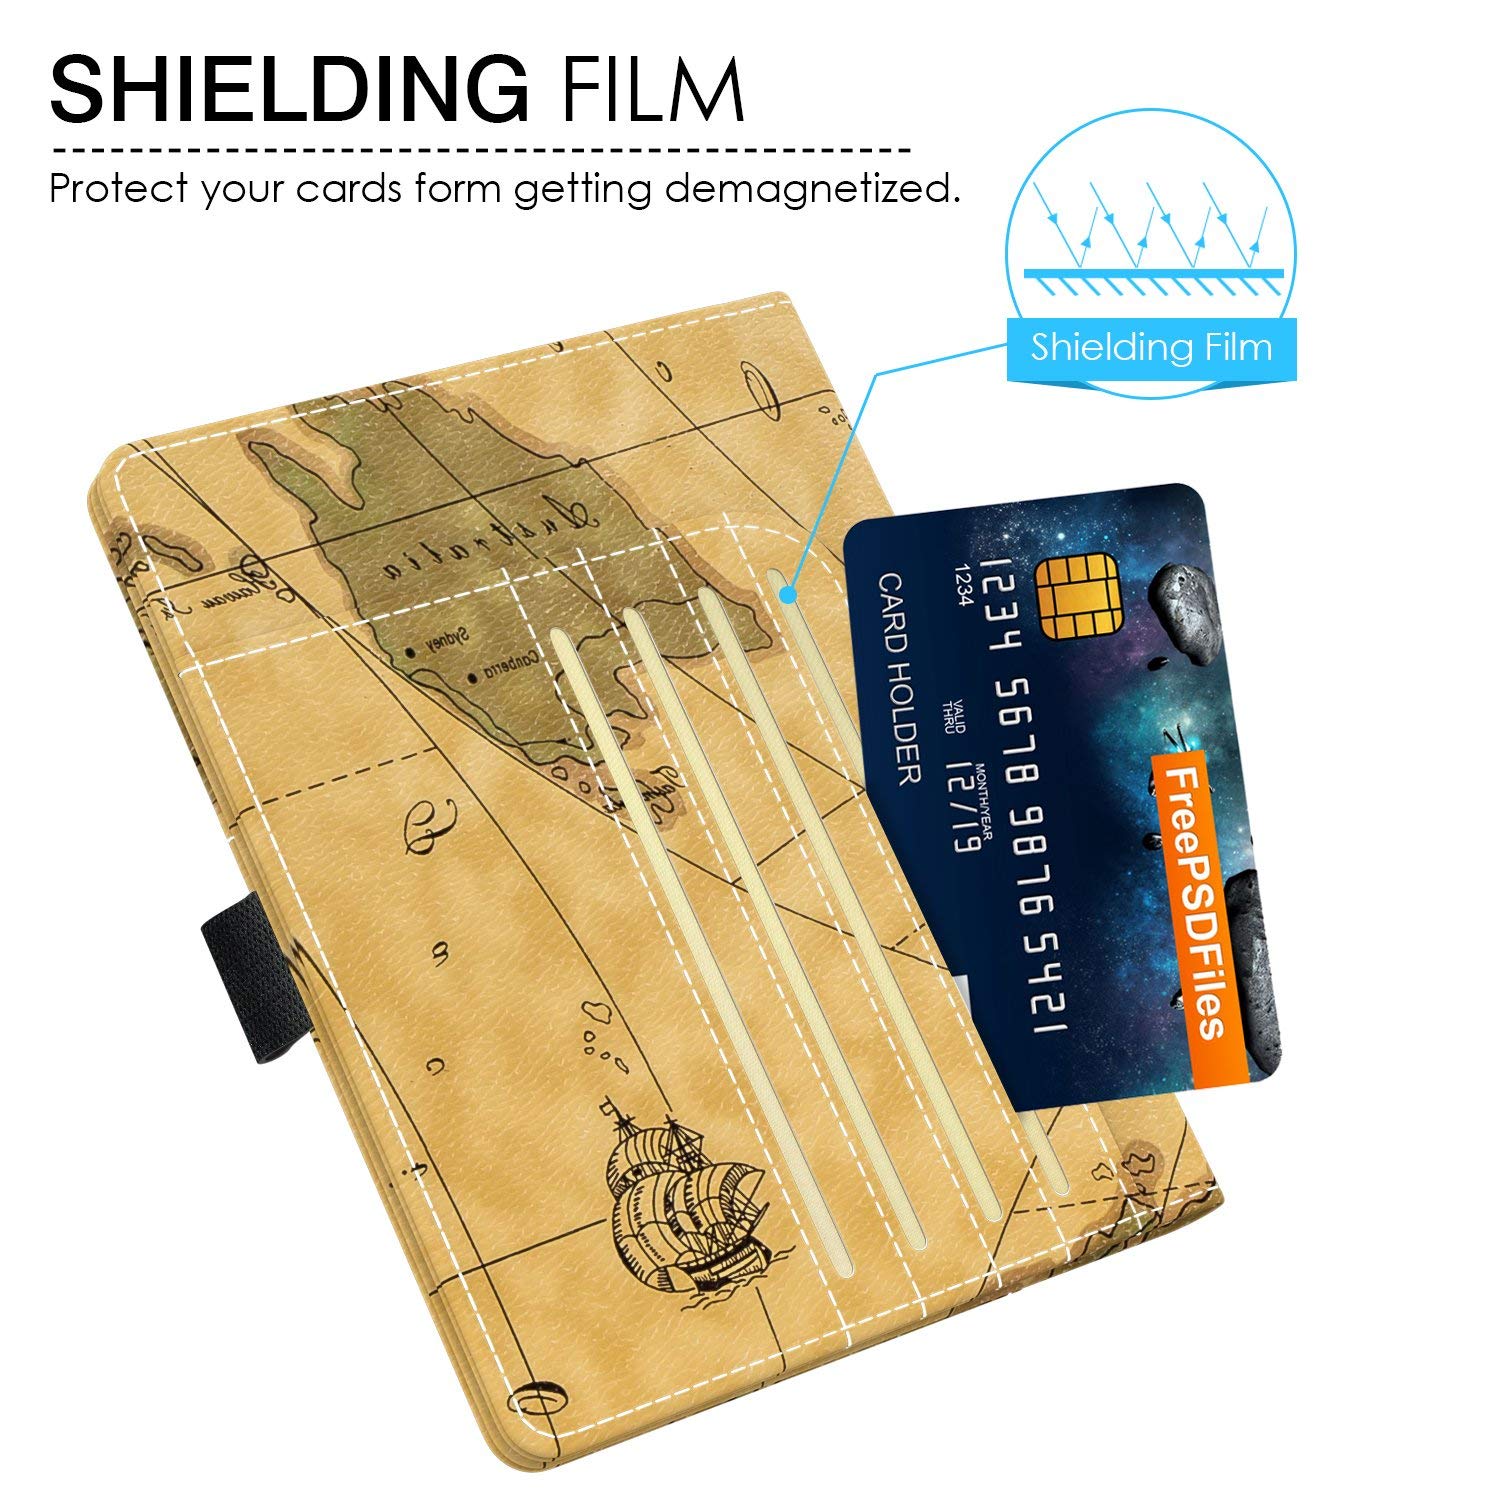 SHIELDING FILM
Protect your cards form getting demagnetized.
Shielding Film
Australia
Sydney
Canberra
CARD HOLDER
1234 5678 9876 5421
1234
VALID
THRU
MONTH/YEAR
12/19
FreePSDFiles